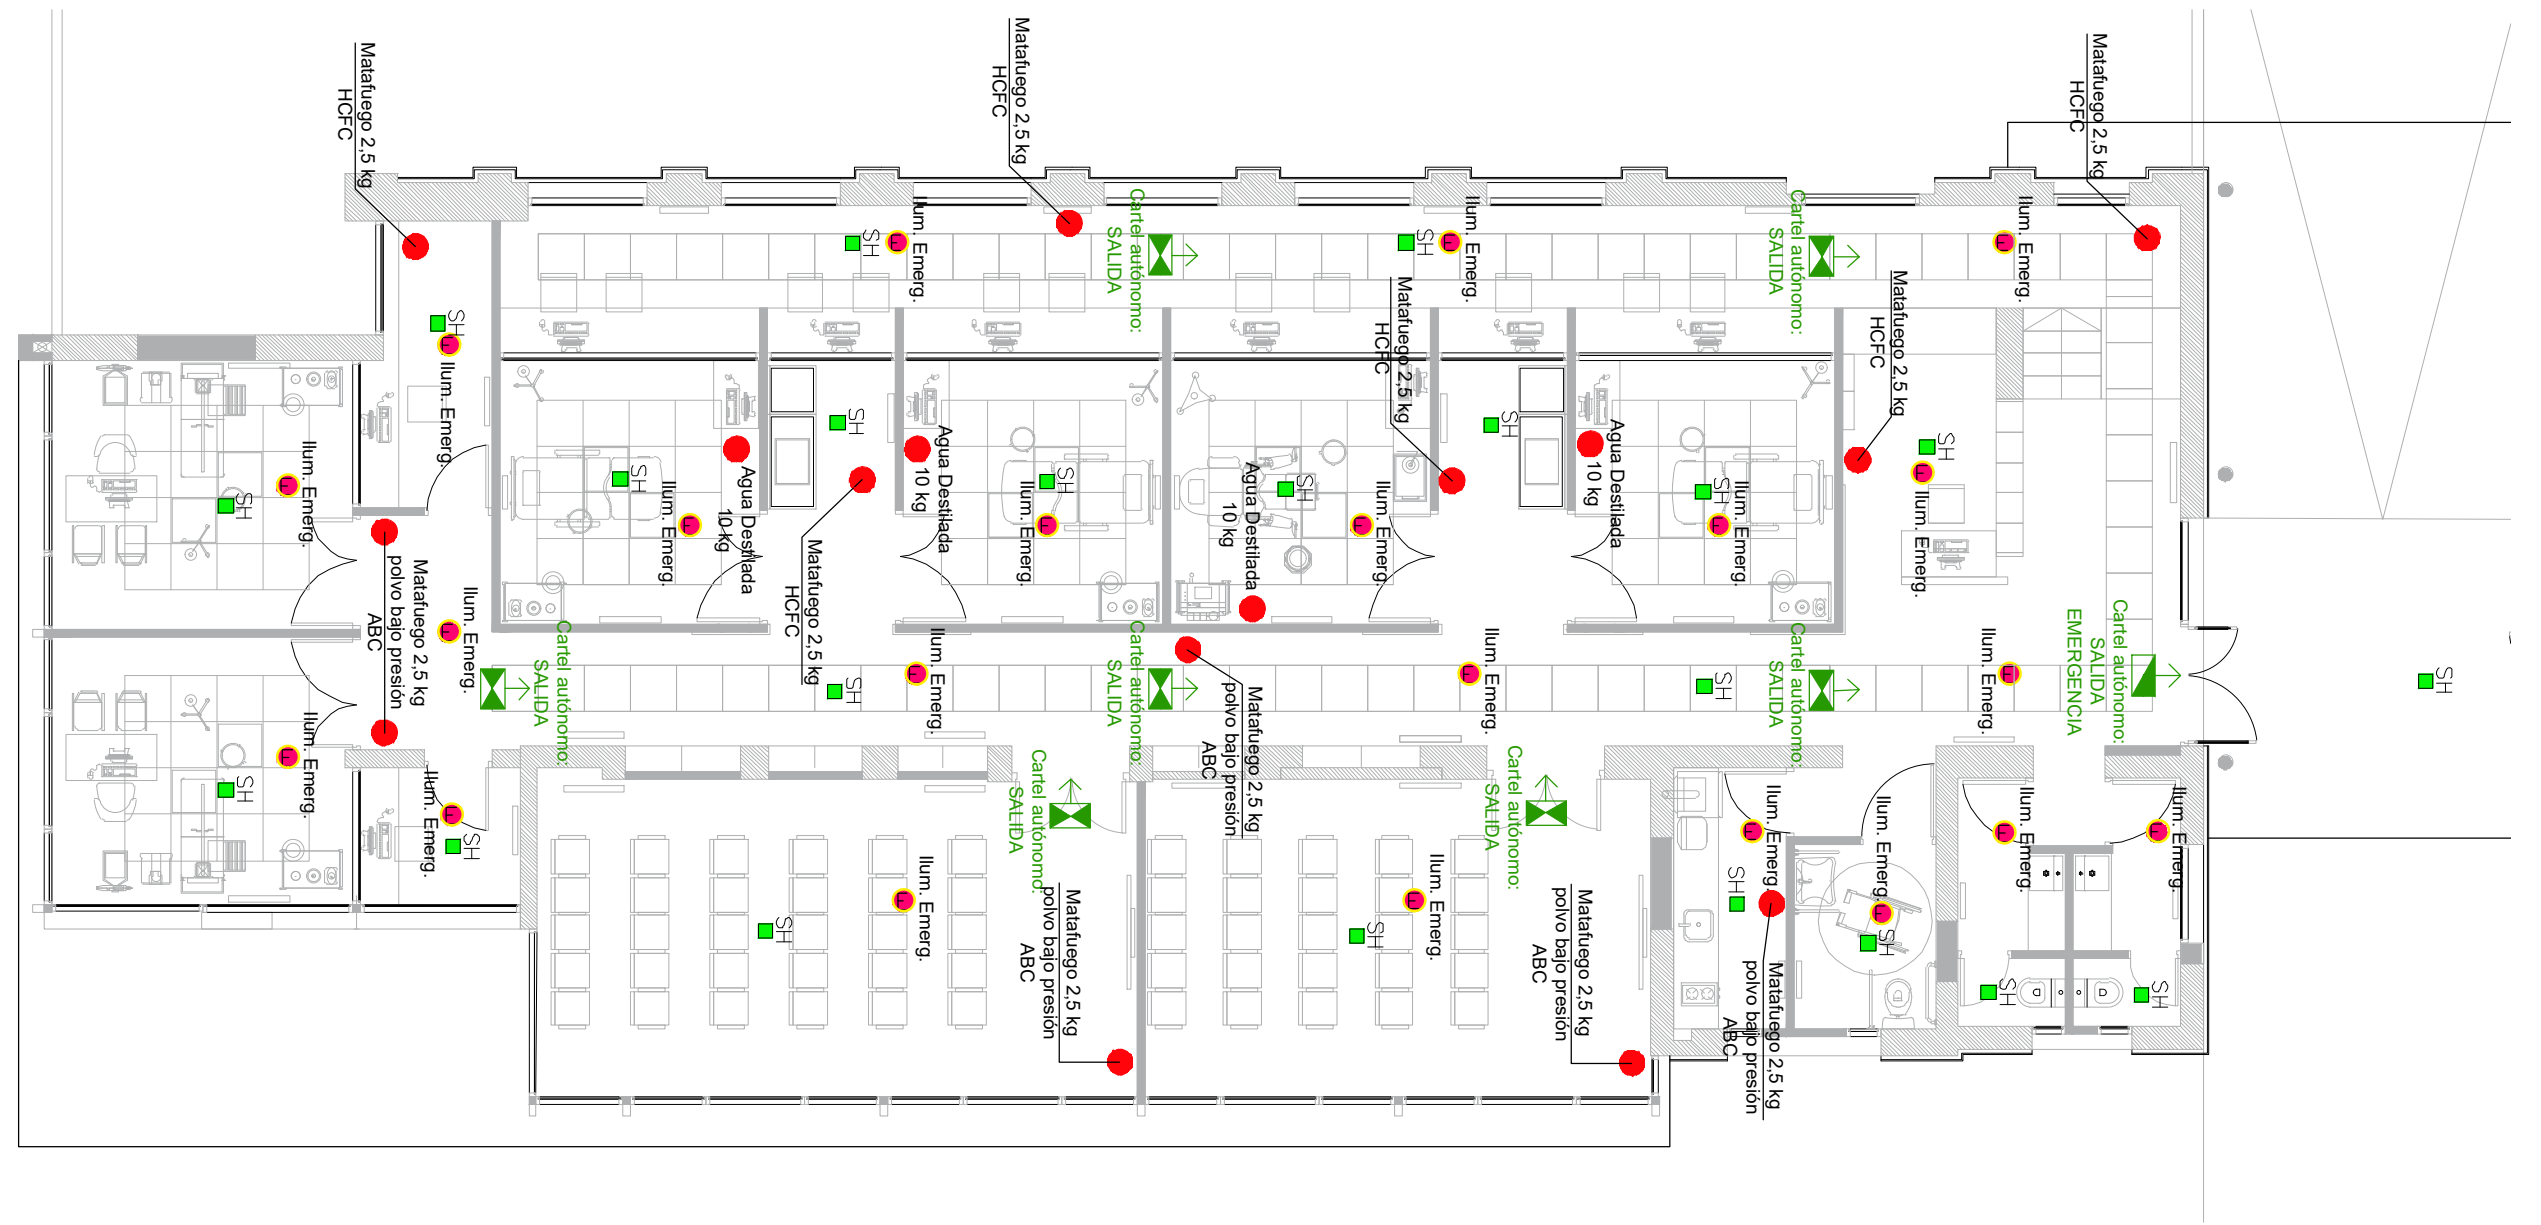 Matafuego 2,5 kg
HCFC
Matafuego 2,5 kg
HCFC
Matafuego 2,5 kg
HCFC
Ilum. Emerg.
SH
Cartel autónomo:
SALIDA
Ilum. Emerg.
SH
Cartel autónomo:
SALIDA
Ilum. Emerg.
SH
Ilum. Emerg.
Matafuego 2,5 kg
HCFC
Matafuego 2,5 kg
HCFC
Ilum. Emerg.
SH
SH
Ilum. Emerg.
Agua Destilada
10 kg
SH
Agua Destilada
10 kg
SH
Ilum. Emerg.
Agua Destilada
10 kg
SH
Ilum. Emerg.
SH
Agua Destilada
10 kg
SH
Ilum. Emerg.
SH
Ilum. Emerg.
Matafuego 2,5 kg
polvo bajo presión
ABC
Ilum. Emerg.
Matafuego 2,5 kg
HCFC
Cartel autónomo:
SALIDA
SH
Ilum. Emerg.
Cartel autónomo:
SALIDA
Matafuego 2,5 kg
polvo bajo presión
ABC
Ilum. Emerg.
Cartel autónomo:
SALIDA
SH
Ilum. Emerg.
Cartel autónomo:
SALIDA
EMERGENCIA
SH
Ilum. Emerg.
SH
Ilum. Emerg.
SH
Cartel autónomo:
SALIDA
Cartel autónomo:
SALIDA
Ilum. Emerg.
SH
Ilum. Emerg.
SH
Matafuego 2,5 kg
polvo bajo presión
ABC
Matafuego 2,5 kg
polvo bajo presión
ABC
Ilum. Emerg.
SH
Matafuego 2,5 kg
polvo bajo presión
ABC
Ilum. Emerg.
SH
Ilum. Emerg.
SH
Ilum. Emerg.
SH